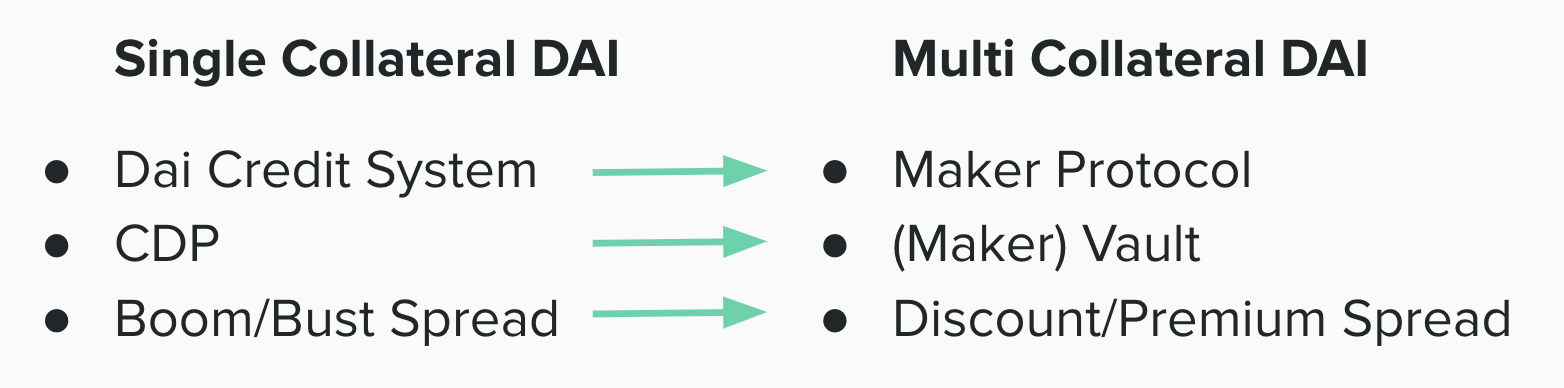 Single Collateral DAI
● Dai Credit System
● CDP
● Boom/Bust Spread
Multi Collateral DAI
● Maker Protocol
● (Maker) Vault
● Discount/Premium Spread